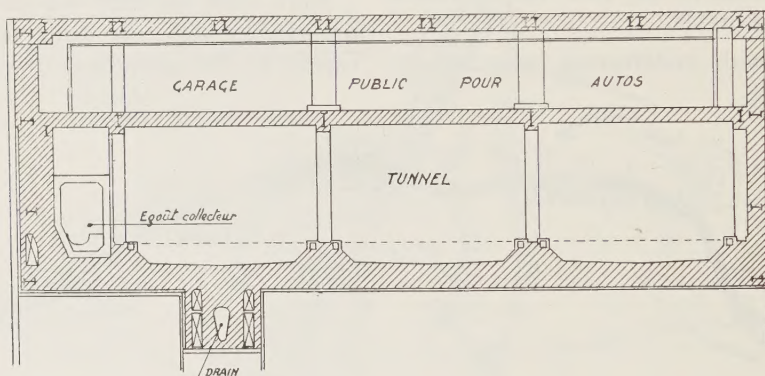 GARAGE PUBLIC POUR AUTOS
TUNNEL
Egoût collecteur
DRAIN